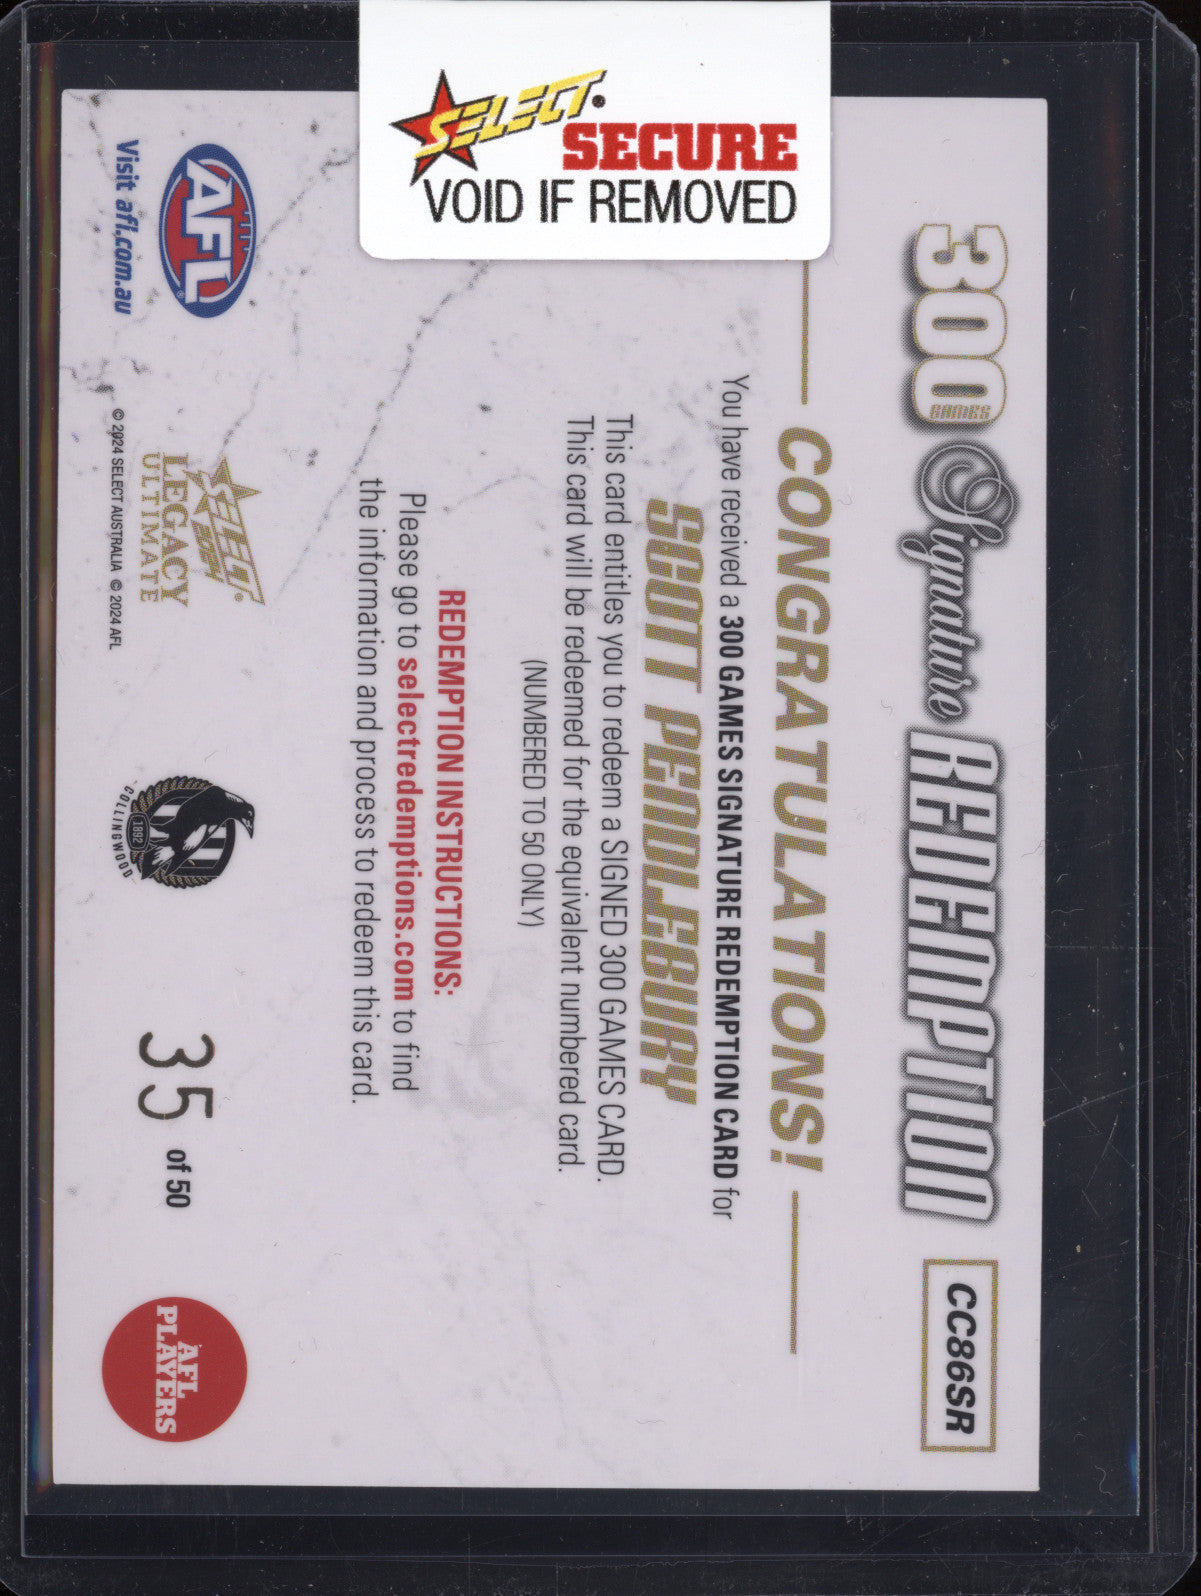 SELECT
SECURE
VOID IF REMOVED
300 GAMES Signature REDEMPTION
CC86SR
CONGRATULATIONS!
You have received a 300 GAMES SIGNATURE REDEMPTION CARD for
SCOTT PENDLEBURY
This card entitles you to redeem a SIGNED 300 GAMES CARD.
This card will be redeemed for the equivalent numbered card.
(NUMBERED TO 50 ONLY)
REDEMPTION INSTRUCTIONS:
Please go to selectredemptions.com to find
the information and process to redeem this card.
AFL
Visit afl.com.au
SELECT
2024
LEGACY
ULTIMATE
© 2024 SELECT AUSTRALIA © 2024 AFL
1892
COLLINGWOOD
35 of 50
AFL
PLAYERS